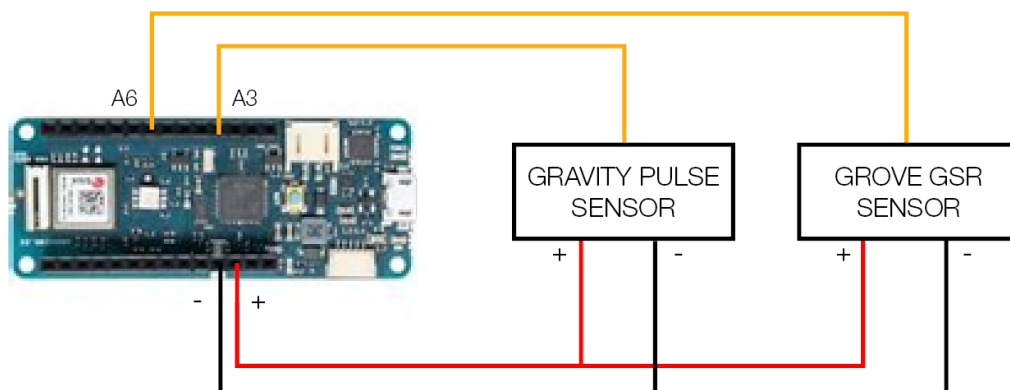 A6
A3
GRAVITY PULSE
SENSOR
GROVE GSR
SENSOR
+
-
+
-
-
+